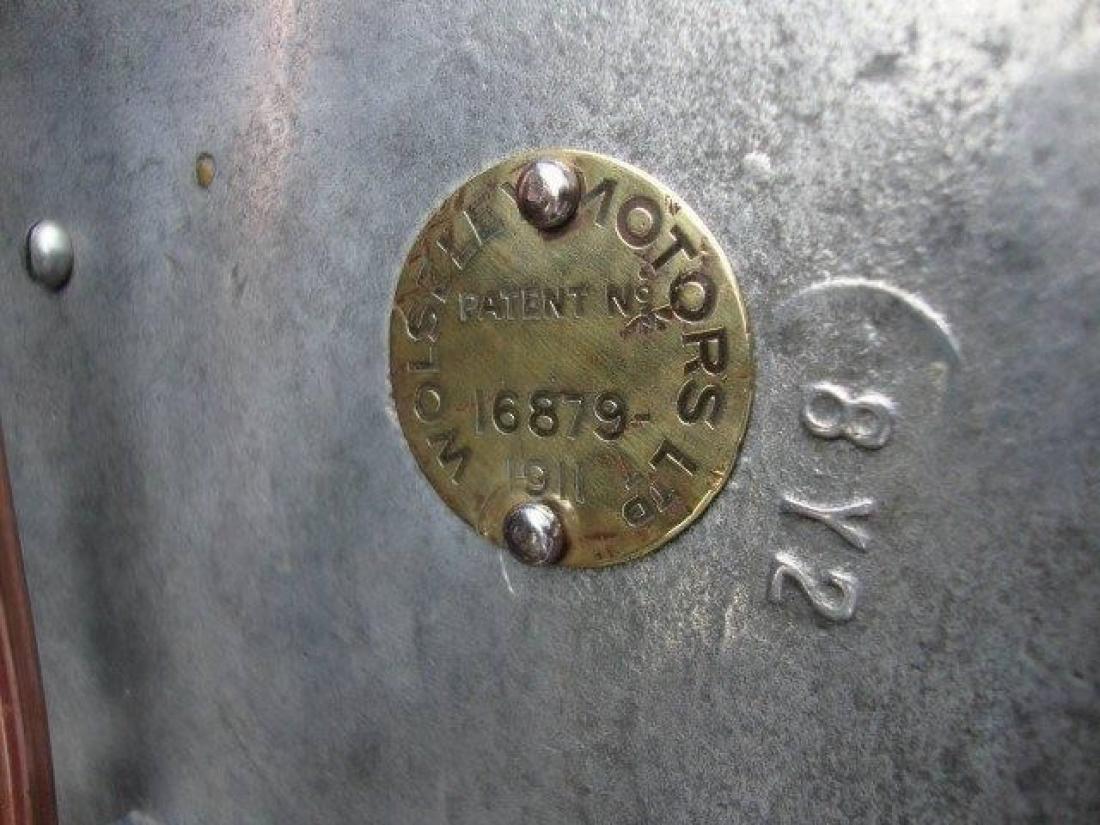 WOLSELEY MOTORS LTD
PATENT No
16879-
1911
8Y2